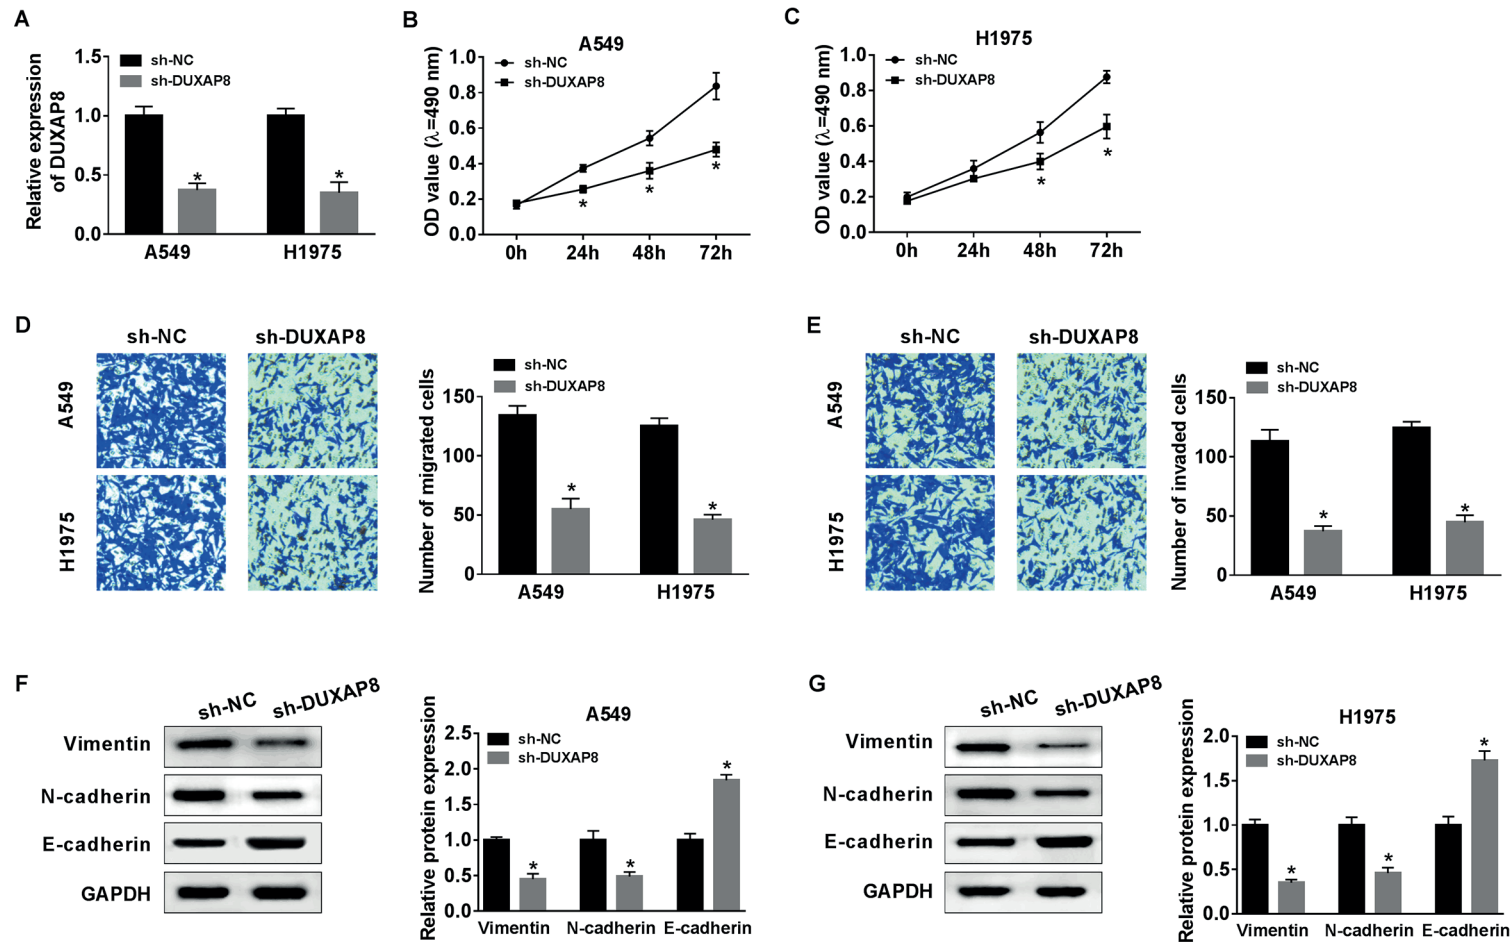 A
Relative expression
of DUXAP8
1.5
1.0
0.5
0.0
sh-NC
sh-DUXAP8
*
*
A549
H1975
B
A549
OD value (λ=490 nm)
1.0
0.8
0.6
0.4
0.2
0.0
sh-NC
sh-DUXAP8
*
*
*
0h
24h
48h
72h
C
H1975
OD value (λ=490 nm)
1.0
0.8
0.6
0.4
0.2
0.0
sh-NC
sh-DUXAP8
*
*
0h
24h
48h
72h
D
sh-NC
sh-DUXAP8
A549
H1975
Number of migrated cells
150
100
50
0
sh-NC
sh-DUXAP8
*
*
A549
H1975
E
sh-NC
sh-DUXAP8
A549
H1975
Number of invaded cells
150
100
50
0
sh-NC
sh-DUXAP8
*
*
A549
H1975
F
sh-NC
sh-DUXAP8
Vimentin
N-cadherin
E-cadherin
GAPDH
A549
Relative protein expression
2.5
2.0
1.5
1.0
0.5
0.0
sh-NC
sh-DUXAP8
*
*
*
Vimentin
N-cadherin
E-cadherin
G
sh-NC
sh-DUXAP8
Vimentin
N-cadherin
E-cadherin
GAPDH
H1975
Relative protein expression
2.0
1.5
1.0
0.5
0.0
sh-NC
sh-DUXAP8
*
*
*
Vimentin
N-cadherin
E-cadherin